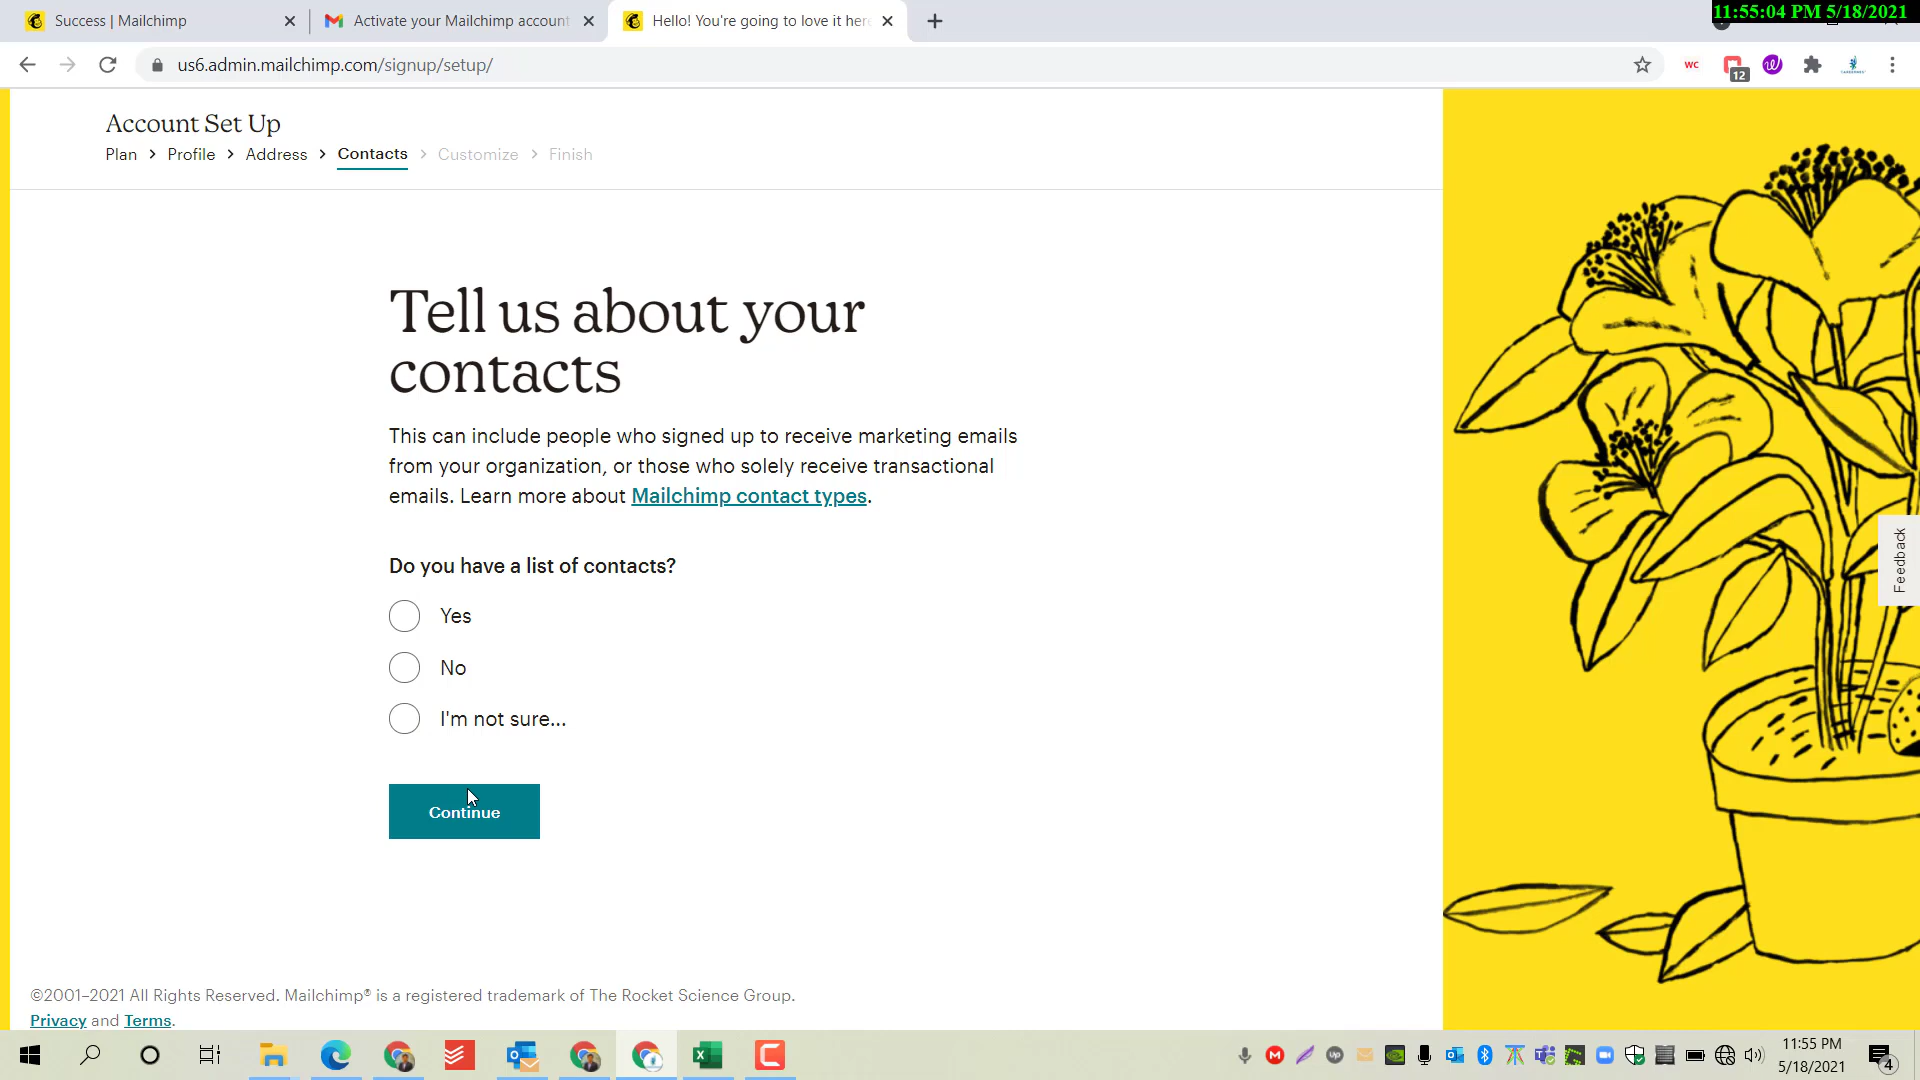 Success | Mailchimp
Activate your Mailchimp account
Hello! You're going to love it here
11:55:04 PM 5/18/2021
us6.admin.mailchimp.com/signup/setup/
WC
12
Account Set Up
Plan > Profile > Address > Contacts > Customize > Finish
Tell us about your
contacts
This can include people who signed up to receive marketing emails
from your organization, or those who solely receive transactional
emails. Learn more about Mailchimp contact types.
Do you have a list of contacts?
Yes
No
I'm not sure...
Continue
Feedback
©2001–2021 All Rights Reserved. Mailchimp® is a registered trademark of The Rocket Science Group.
Privacy and Terms.
11:55 PM
5/18/2021
4